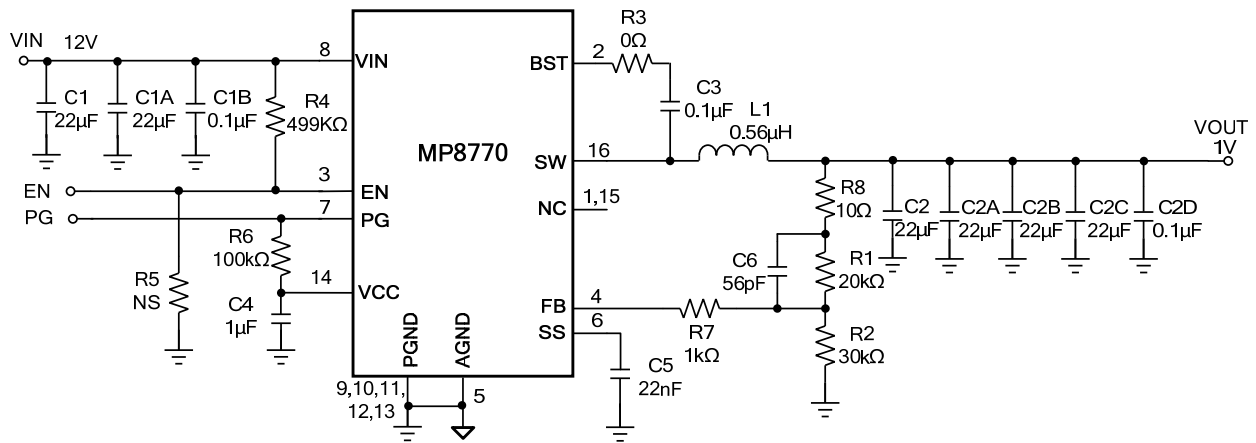 VIN 12V
8
VIN
C1
22µF
C1A
22µF
C1B
0.1µF
R4
499KΩ
EN
3
EN
PG
7
PG
R6
100kΩ
R5
NS
14
VCC
C4
1µF
MP8770
PGND
AGND
9,10,11,
12,13
5
BST
2
R3
0Ω
C3
0.1µF
L1
0.56µH
SW
16
NC
1,15
FB
4
SS
6
R7
1kΩ
C5
22nF
C6
56pF
R8
10Ω
R1
20kΩ
R2
30kΩ
C2
22µF
C2A
22µF
C2B
22µF
C2C
22µF
C2D
0.1µF
VOUT
1V